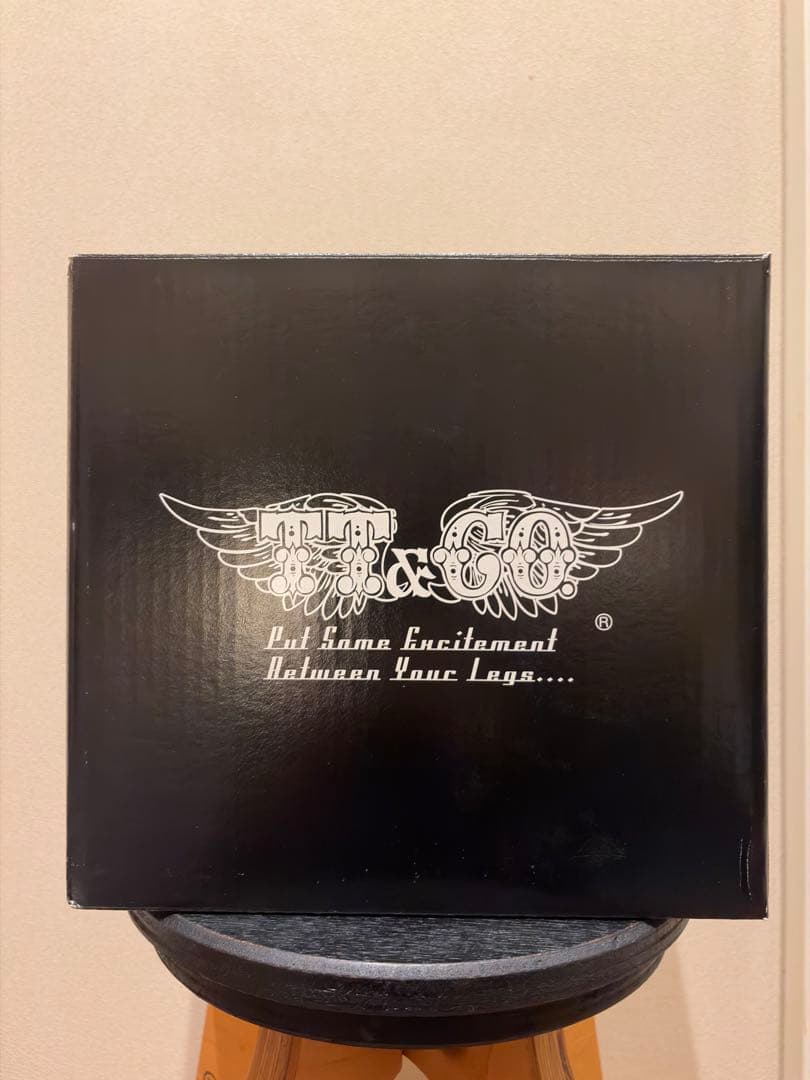 TT&CO.
®
Put Some Excitement
Between Your Legs....